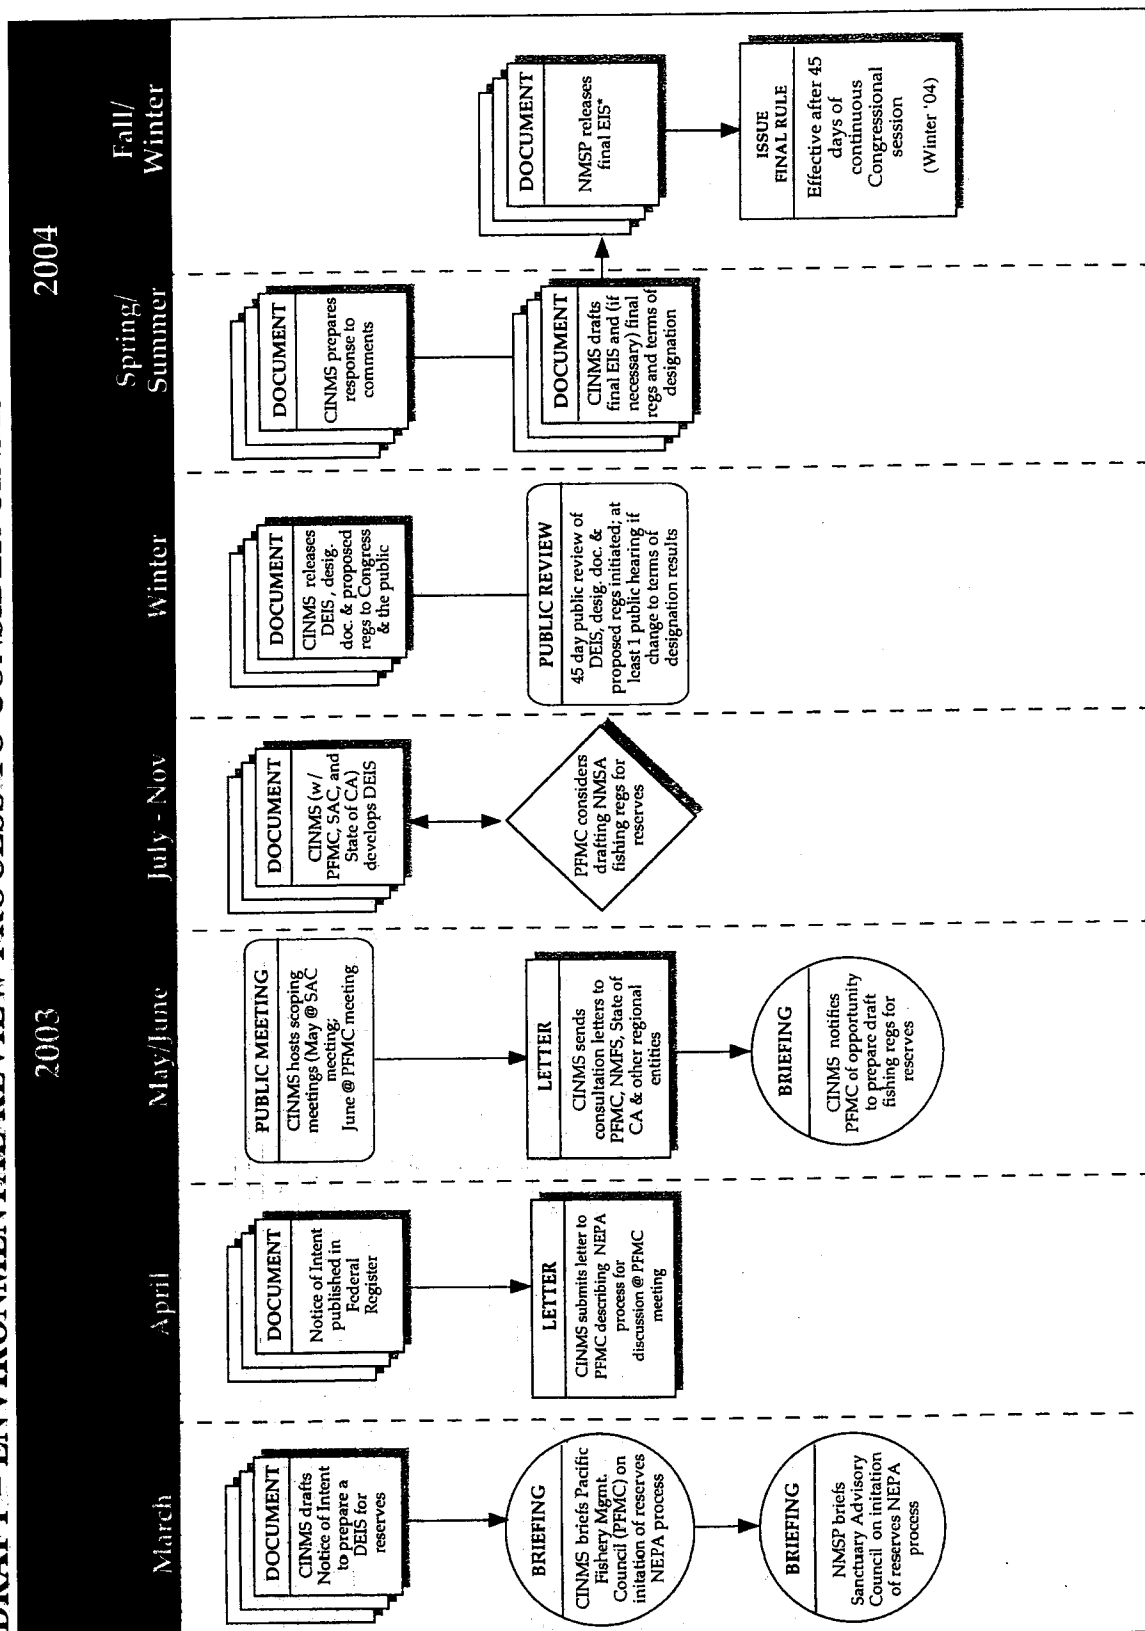 DRAFT – ENVIRONMENTAL REVIEW PROCESS TO CONSIDER
2003
2004
March
April
May/June
July - Nov
Winter
Spring/
Summer
Fall/
Winter
DOCUMENT
CINMS drafts
Notice of Intent
to prepare a
DEIS for
reserves
BRIEFING
CINMS briefs Pacific
Fishery Mgmt.
Council (PFMC) on
initation of reserves
NEPA process
BRIEFING
NMSP briefs
Sanctuary Advisory
Council on initation
of reserves NEPA
process
DOCUMENT
Notice of Intent
published in
Federal
Register
LETTER
CINMS submits letter to
PFMC describing NEPA
process for
discussion @ PFMC
meeting
PUBLIC MEETING
CINMS hosts scoping
meetings (May @ SAC
meeting;
June @ PFMC meeting
LETTER
CINMS sends
consultation letters to
PFMC, NMFS, State of
CA & other regional
entities
BRIEFING
CINMS notifies
PFMC of opportunity
to prepare draft
fishing regs for
reserves
DOCUMENT
CINMS (w/
PFMC, SAC, and
State of CA)
develops DEIS
PFMC considers
drafting NMSA
fishing regs for
reserves
DOCUMENT
CINMS releases
DEIS , desig.
doc. & proposed
regs to Congress
& the public
PUBLIC REVIEW
45 day public review of
DEIS, desig. doc. &
proposed regs initiated; at
least 1 public hearing if
change to terms of
designation results
DOCUMENT
CINMS prepares
response to
comments
DOCUMENT
CINMS drafts
final EIS and (if
necessary) final
regs and terms of
designation
DOCUMENT
NMSP releases
final EIS*
ISSUE
FINAL RULE
Effective after 45
days of
continuous
Congressional
session
(Winter '04)